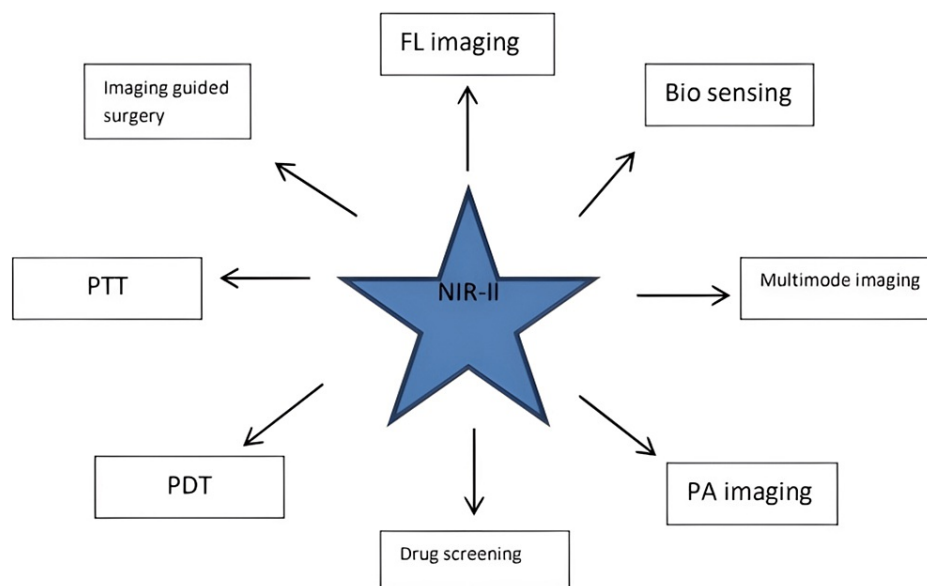 FL imaging
Imaging guided
surgery
Bio sensing
NIR-II
PTT
Multimode imaging
PDT
PA imaging
Drug screening